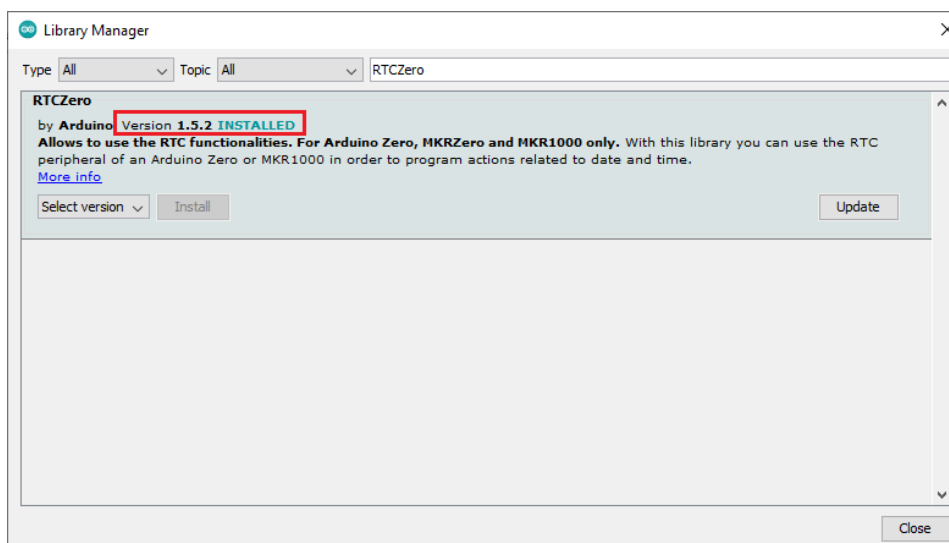 Library Manager
Type All Topic All RTCZero
RTCZero
by Arduino Version 1.5.2 INSTALLED
Allows to use the RTC functionalities. For Arduino Zero, MKRZero and MKR1000 only. With this library you can use the RTC
peripheral of an Arduino Zero or MKR1000 in order to program actions related to date and time.
More info
Select version Install Update
Close